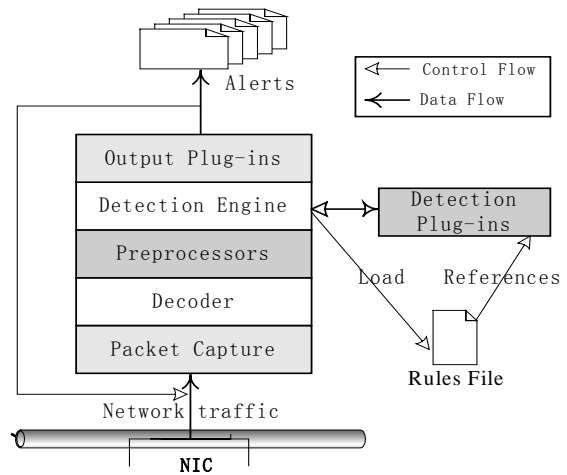 Alerts
Control Flow
Data Flow
Output Plug-ins
Detection Engine
Preprocessors
Decoder
Packet Capture
Detection
Plug-ins
Load
References
Rules File
Network traffic
NIC